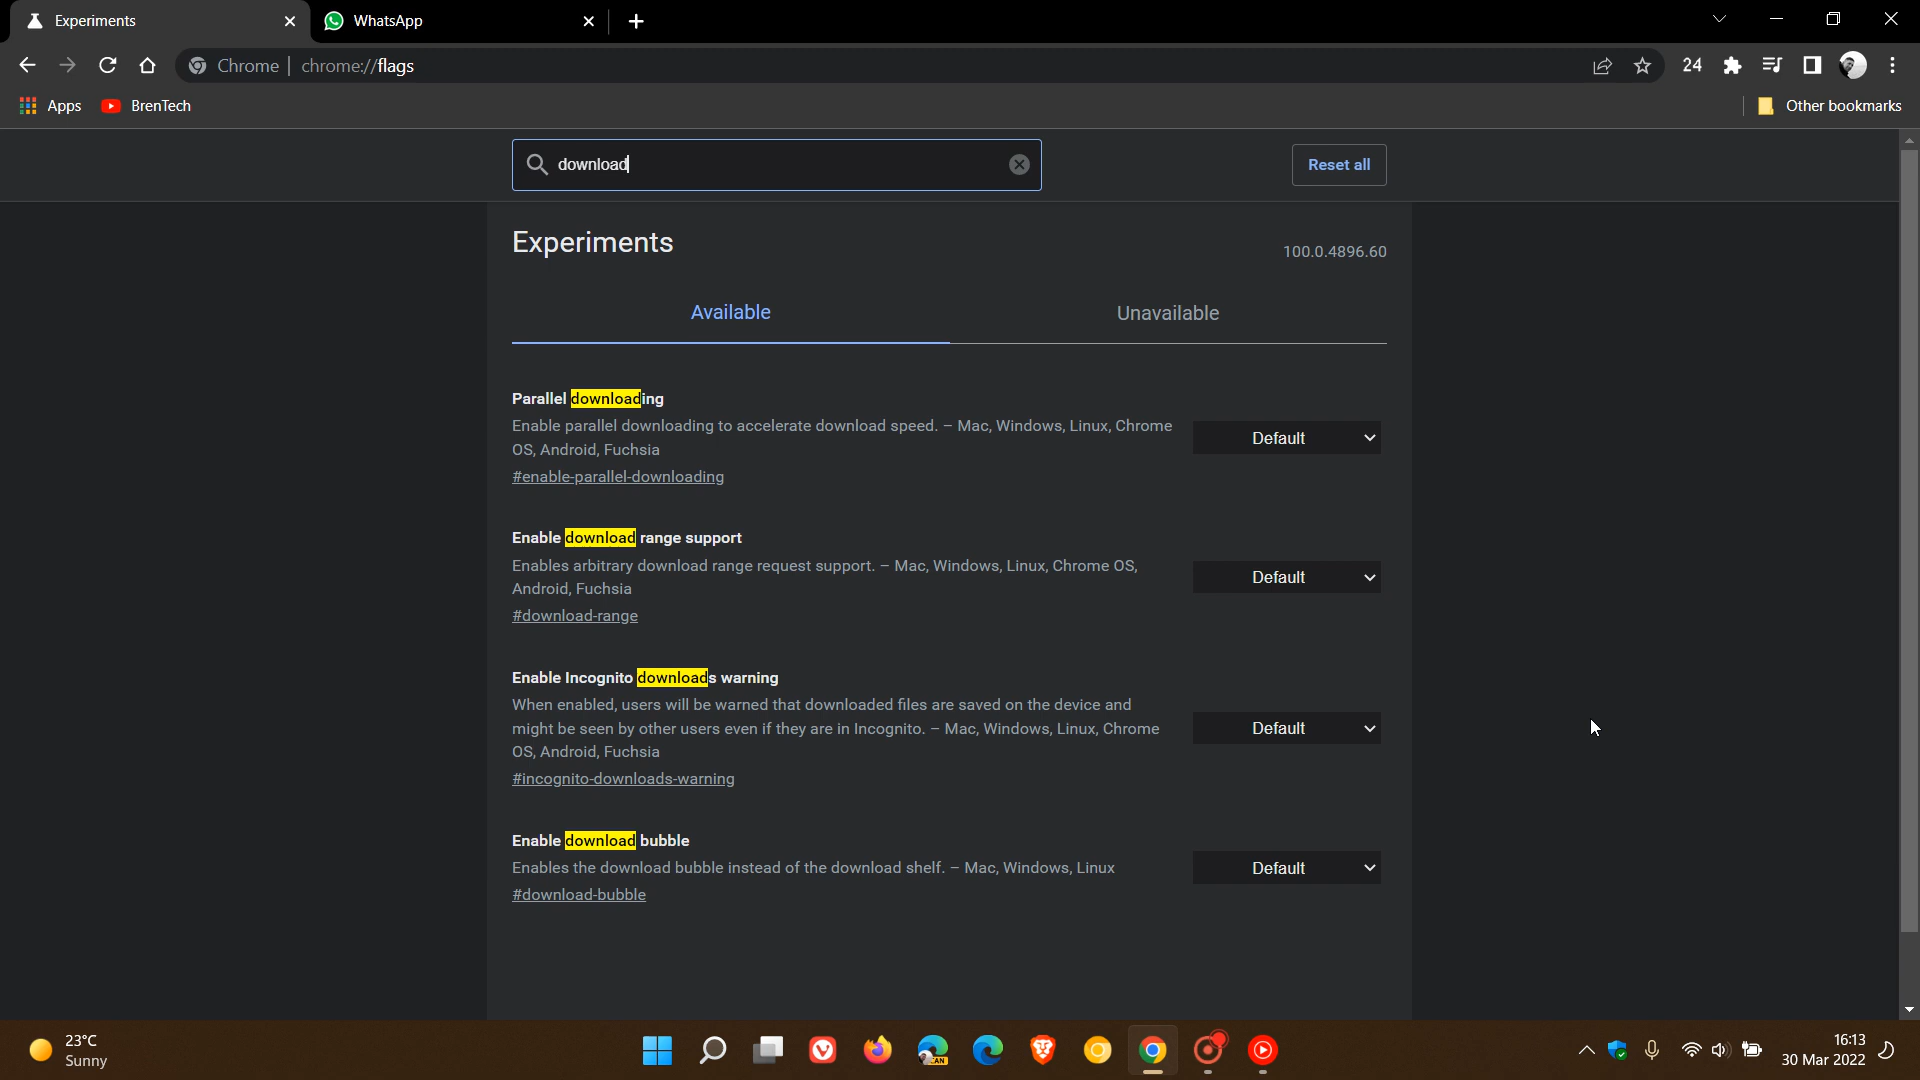 Experiments
WhatsApp
Chrome | chrome://flags
24
Apps
BrenTech
Other bookmarks
download
Reset all
Experiments
100.0.4896.60
Available
Unavailable
Parallel downloading
Enable parallel downloading to accelerate download speed. – Mac, Windows, Linux, Chrome
OS, Android, Fuchsia
#enable-parallel-downloading
Default
Enable download range support
Enables arbitrary download range request support. – Mac, Windows, Linux, Chrome OS,
Android, Fuchsia
#download-range
Default
Enable Incognito downloads warning
When enabled, users will be warned that downloaded files are saved on the device and
might be seen by other users even if they are in Incognito. – Mac, Windows, Linux, Chrome
OS, Android, Fuchsia
#incognito-downloads-warning
Default
Enable download bubble
Enables the download bubble instead of the download shelf. – Mac, Windows, Linux
#download-bubble
Default
23°C
Sunny
CAN
16:13
30 Mar 2022